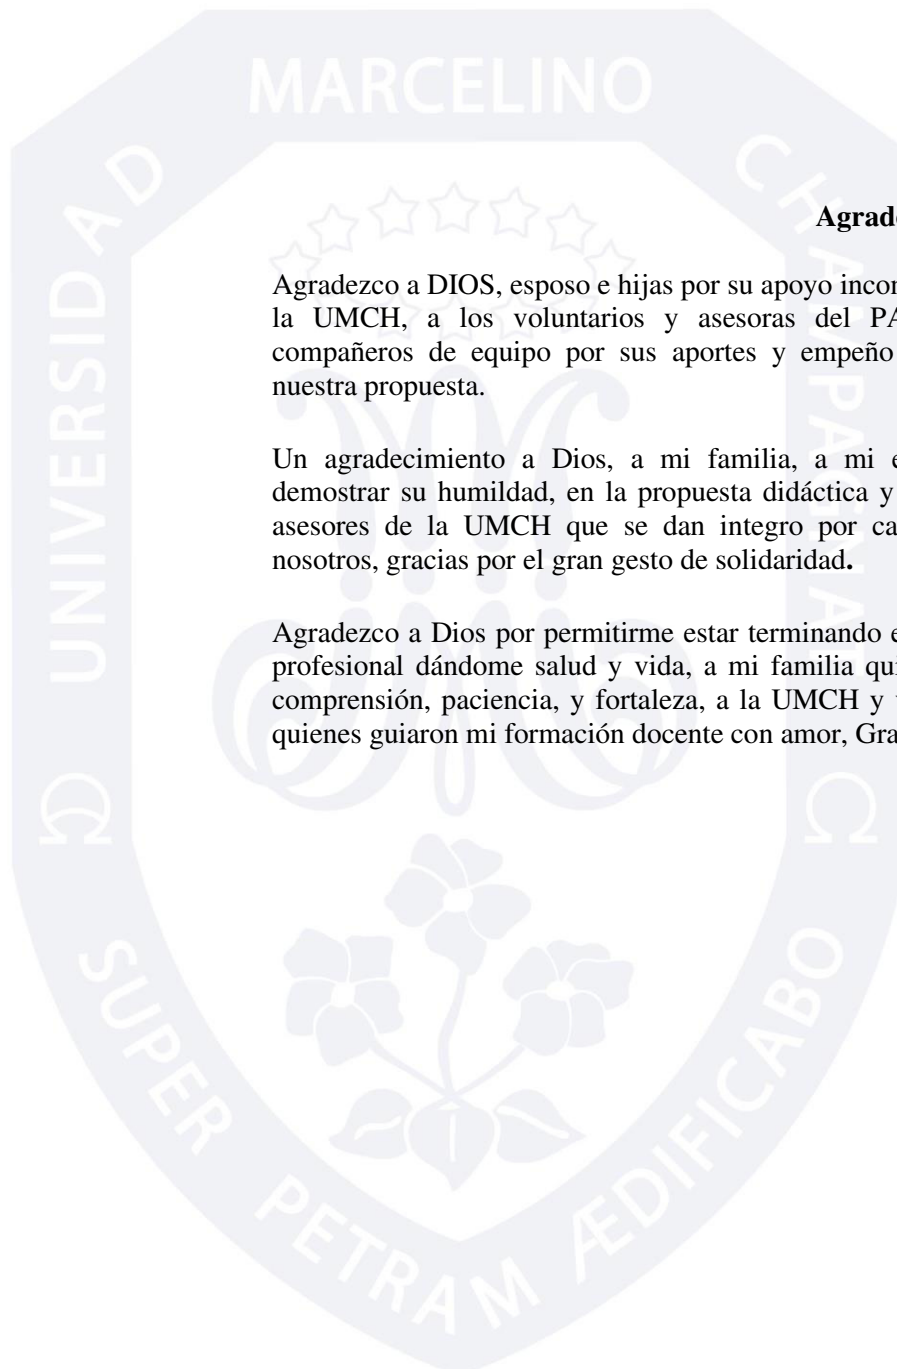 MARCELINO
UNIVERSIDAD
CHAMPAGNAT
Agradezco a DIOS, esposo e hijas por su apoyo
la UMCH, a los voluntarios y asesoras del
compañeros de equipo por sus aportes y empeño
nuestra propuesta.
Un agradecimiento a Dios, a mi familia, a mi
demostrar su humildad, en la propuesta didáctica y
asesores de la UMCH que se dan integro por
nosotros, gracias por el gran gesto de solidaridad.
Agradezco a Dios por permitirme estar terminando
profesional dándome salud y vida, a mi familia
comprensión, paciencia, y fortaleza, a la UMCH y
quienes guiaron mi formación docente con amor,
SUPER PETRAM ÆDIFICABO